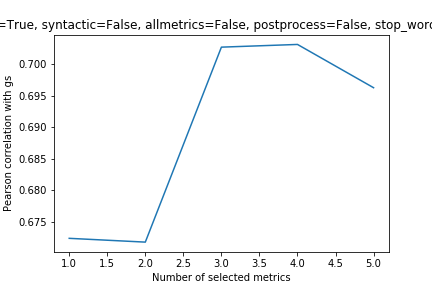 =True, syntactic=False, allmetrics=False, postprocess=False, stop_word
0.700
0.695
0.690
0.685
0.680
0.675
Pearson correlation with gs
1.0 1.5 2.0 2.5 3.0 3.5 4.0 4.5 5.0
Number of selected metrics